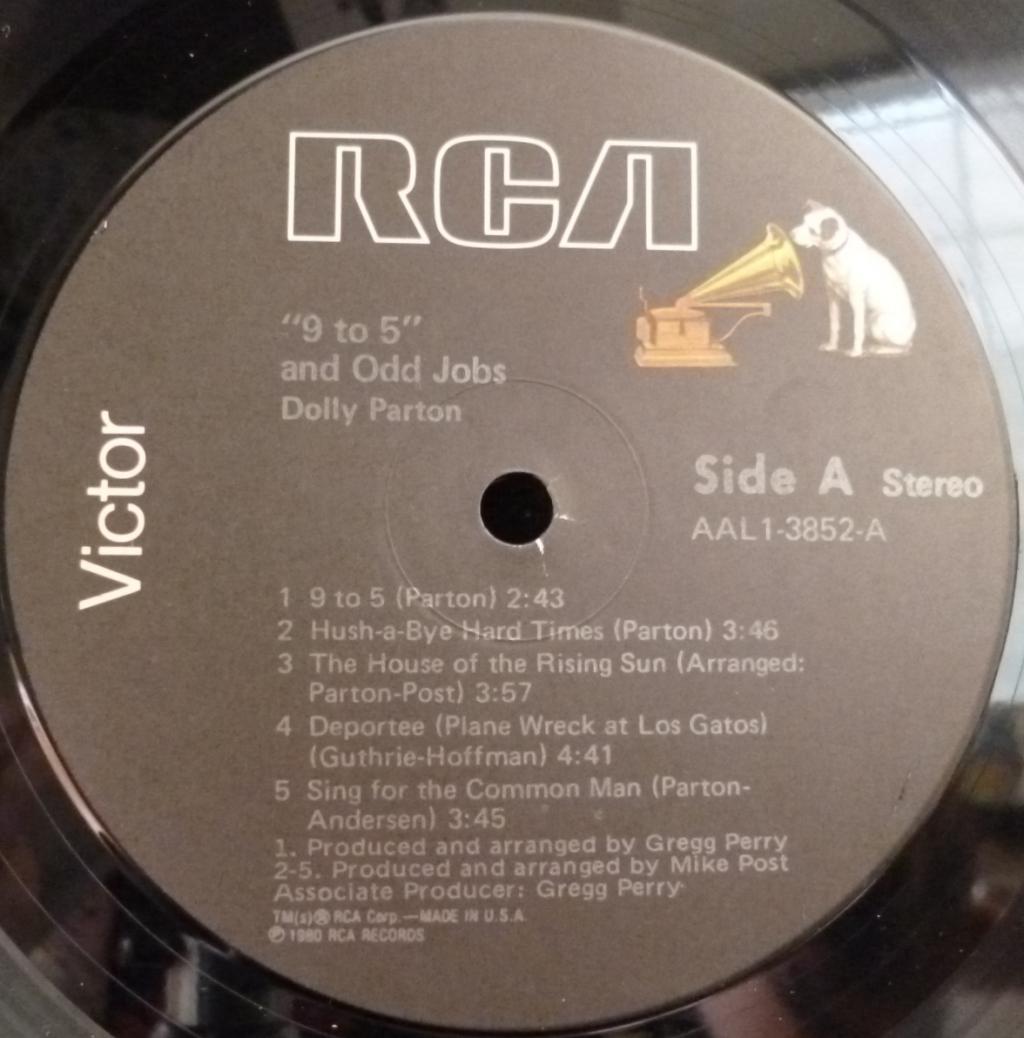 RCA
"9 to 5"
and Odd Jobs
Dolly Parton
Victor
Side A Stereo
AAL1-3852-A
1 9 to 5 (Parton) 2:43
2 Hush-a-Bye Hard Times (Parton) 3:46
3 The House of the Rising Sun (Arranged:
Parton-Post) 3:57
4 Deportee (Plane Wreck at Los Gatos)
(Guthrie-Hoffman) 4:41
5 Sing for the Common Man (Parton-
Andersen) 3:45
1. Produced and arranged by Gregg Perry
2-5. Produced and arranged by Mike Post
Associate Producer: Gregg Perry
TM(s)® RCA Corp.—MADE IN U.S.A.
℗ 1980 RCA RECORDS